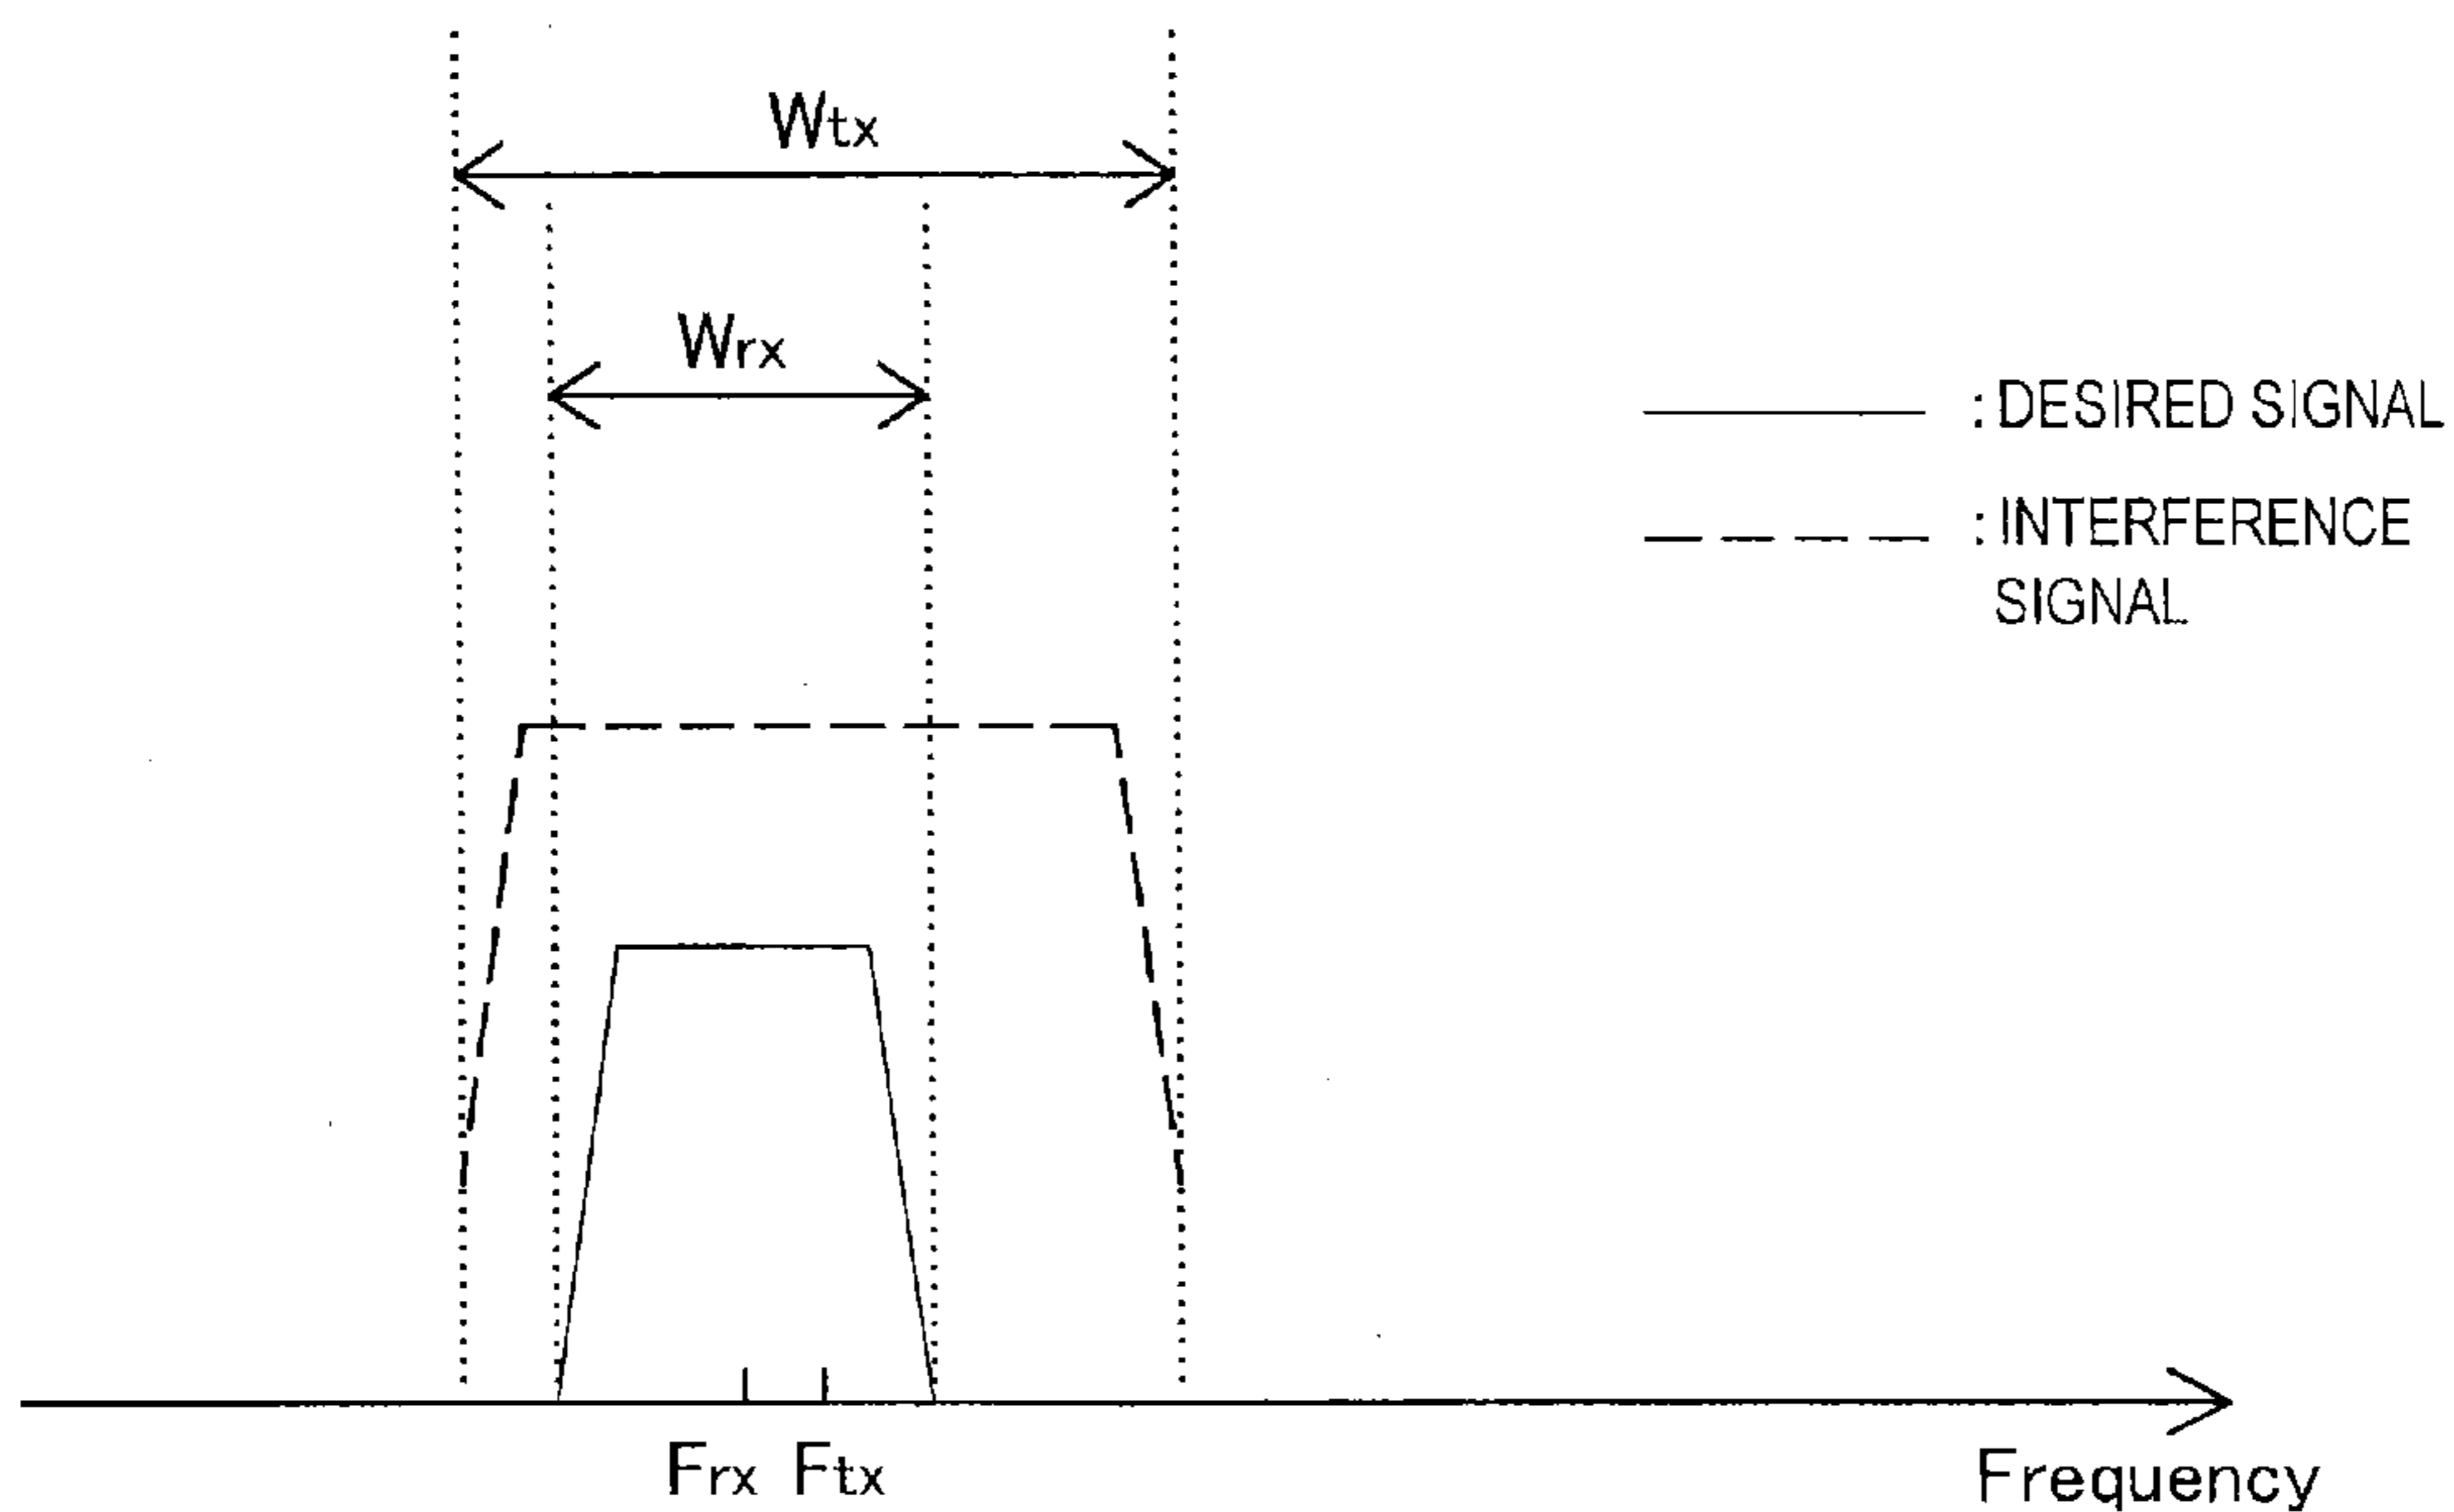 Wtx
Wrx
: DESIRED SIGNAL
: INTERFERENCE
SIGNAL
Frx Ftx
Frequency